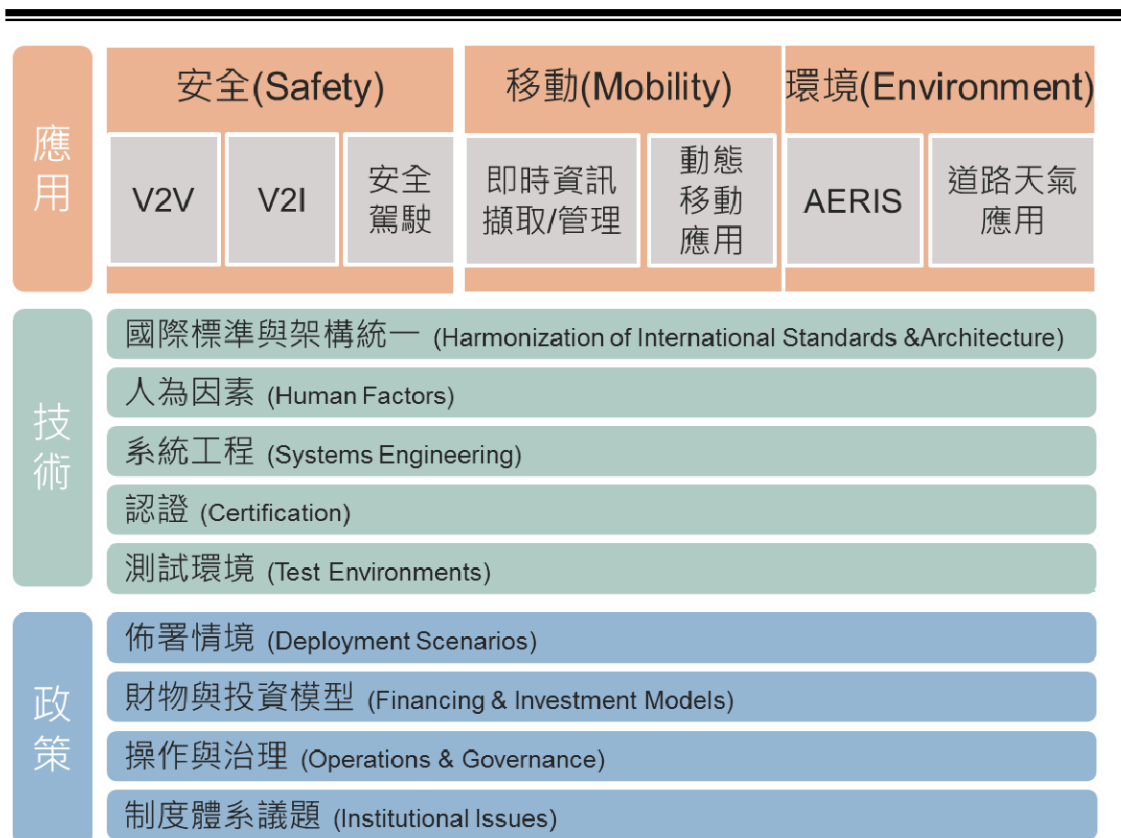 應用
安全(Safety)
移動(Mobility)
環境(Environment)
V2V
V2I
安全
駕駛
即時資訊
擷取/管理
動態
移動
應用
AERIS
道路天氣
應用
技術
國際標準與架構統一 (Harmonization of International Standards &Architecture)
人為因素 (Human Factors)
系統工程 (Systems Engineering)
認證 (Certification)
測試環境 (Test Environments)
政策
佈署情境 (Deployment Scenarios)
財物與投資模型 (Financing & Investment Models)
操作與治理 (Operations & Governance)
制度體系議題 (Institutional Issues)